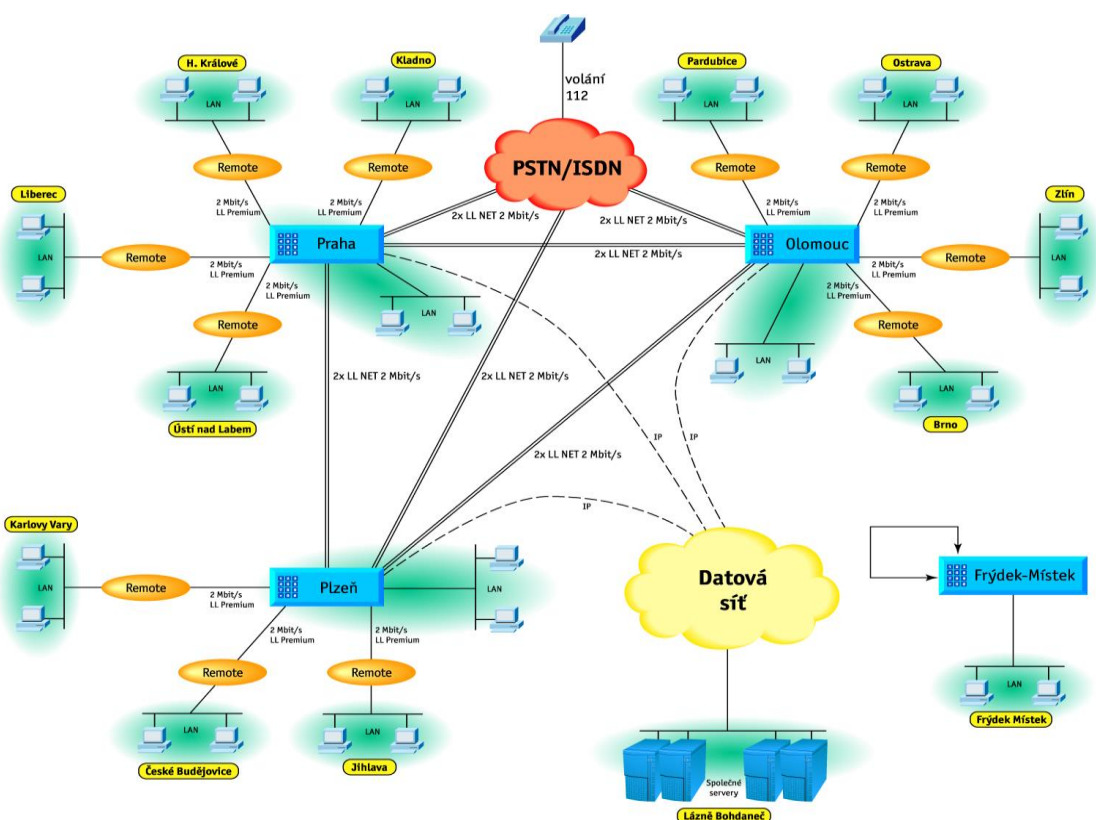 volání
112
H. Králové
LAN
Kladno
LAN
Pardubice
LAN
Ostrava
LAN
PSTN/ISDN
Remote
Remote
Remote
Remote
Liberec
LAN
Remote
2 Mbit/s
LL Premium
2 Mbit/s
LL Premium
2x LL NET 2 Mbit/s
2x LL NET 2 Mbit/s
2 Mbit/s
LL Premium
2 Mbit/s
LL Premium
Zlín
LAN
Remote
Praha
2x LL NET 2 Mbit/s
Olomouc
2 Mbit/s
LL Premium
2 Mbit/s
LL Premium
2 Mbit/s
LL Premium
2 Mbit/s
LL Premium
LAN
Remote
LAN
Ústí nad Labem
LAN
Remote
LAN
Brno
2x LL NET 2 Mbit/s
2x LL NET 2 Mbit/s
2x LL NET 2 Mbit/s
IP
IP
IP
Karlovy Vary
LAN
Remote
2 Mbit/s
LL Premium
Plzeň
LAN
2 Mbit/s
LL Premium
2 Mbit/s
LL Premium
Remote
Remote
LAN
České Budějovice
LAN
Jihlava
Datová
síť
Společné
servery
Lázně Bohdaneč
Frýdek-Místek
LAN
Frýdek Místek